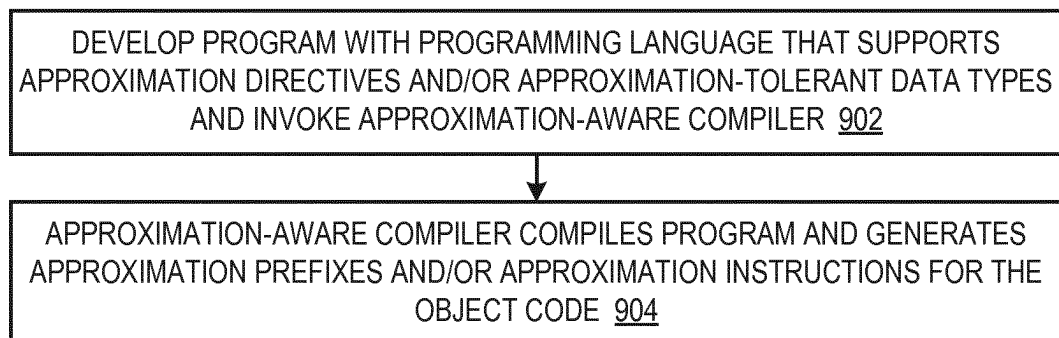 DEVELOP PROGRAM WITH PROGRAMMING LANGUAGE THAT SUPPORTS
APPROXIMATION DIRECTIVES AND/OR APPROXIMATION-TOLERANT DATA TYPES
AND INVOKE APPROXIMATION-AWARE COMPILER 902
APPROXIMATION-AWARE COMPILER COMPILES PROGRAM AND GENERATES
APPROXIMATION PREFIXES AND/OR APPROXIMATION INSTRUCTIONS FOR THE
OBJECT CODE 904